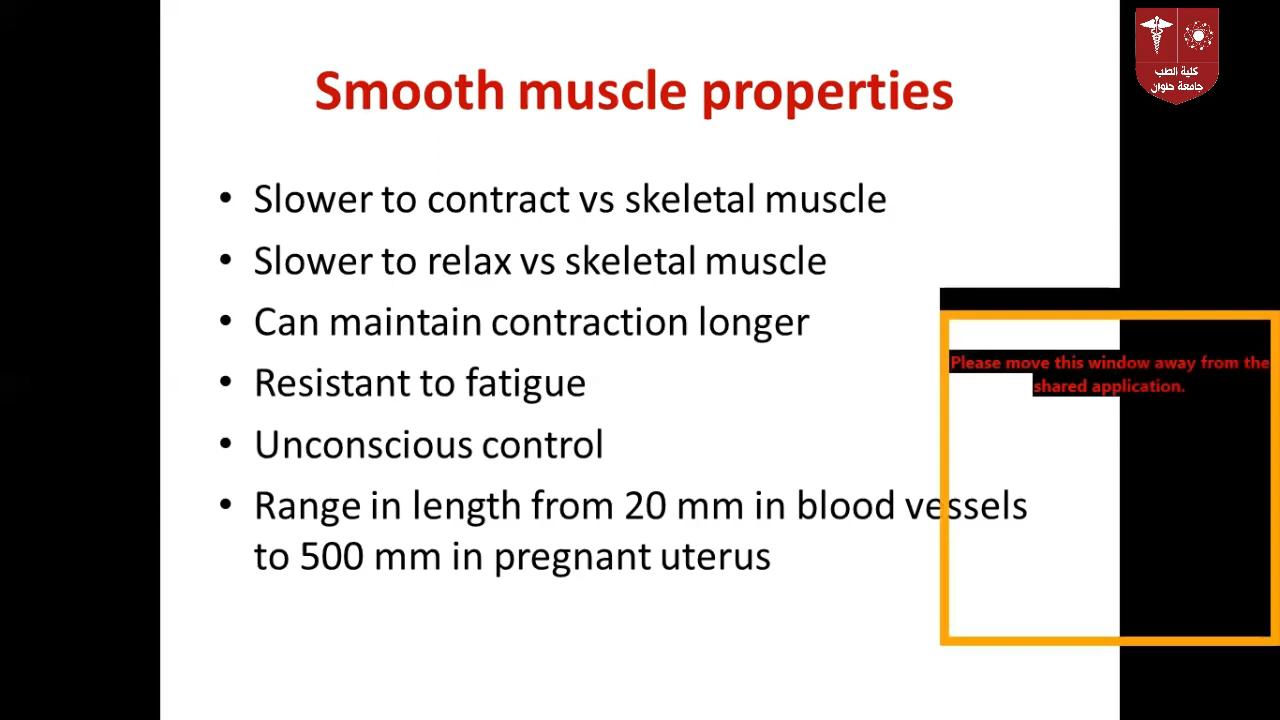 كلية الطب
جامعة حلوان
Smooth muscle properties
• Slower to contract vs skeletal muscle
• Slower to relax vs skeletal muscle
• Can maintain contraction longer
• Resistant to fatigue
• Unconscious control
• Range in length from 20 mm in blood vessels
to 500 mm in pregnant uterus
Please move this window away from the
shared application.